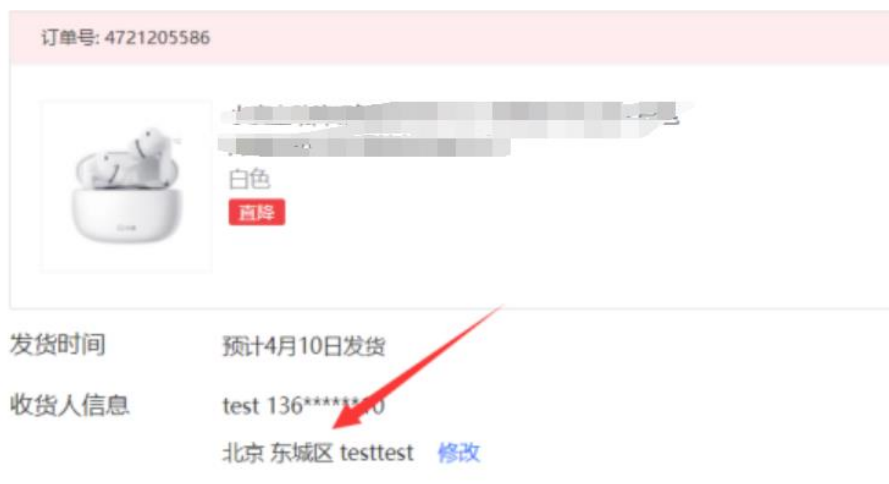 订单号: 4721205586
白色
直降
发货时间 预计4月10日发货
收货人信息 test 136******10
北京 东城区 testtest 修改